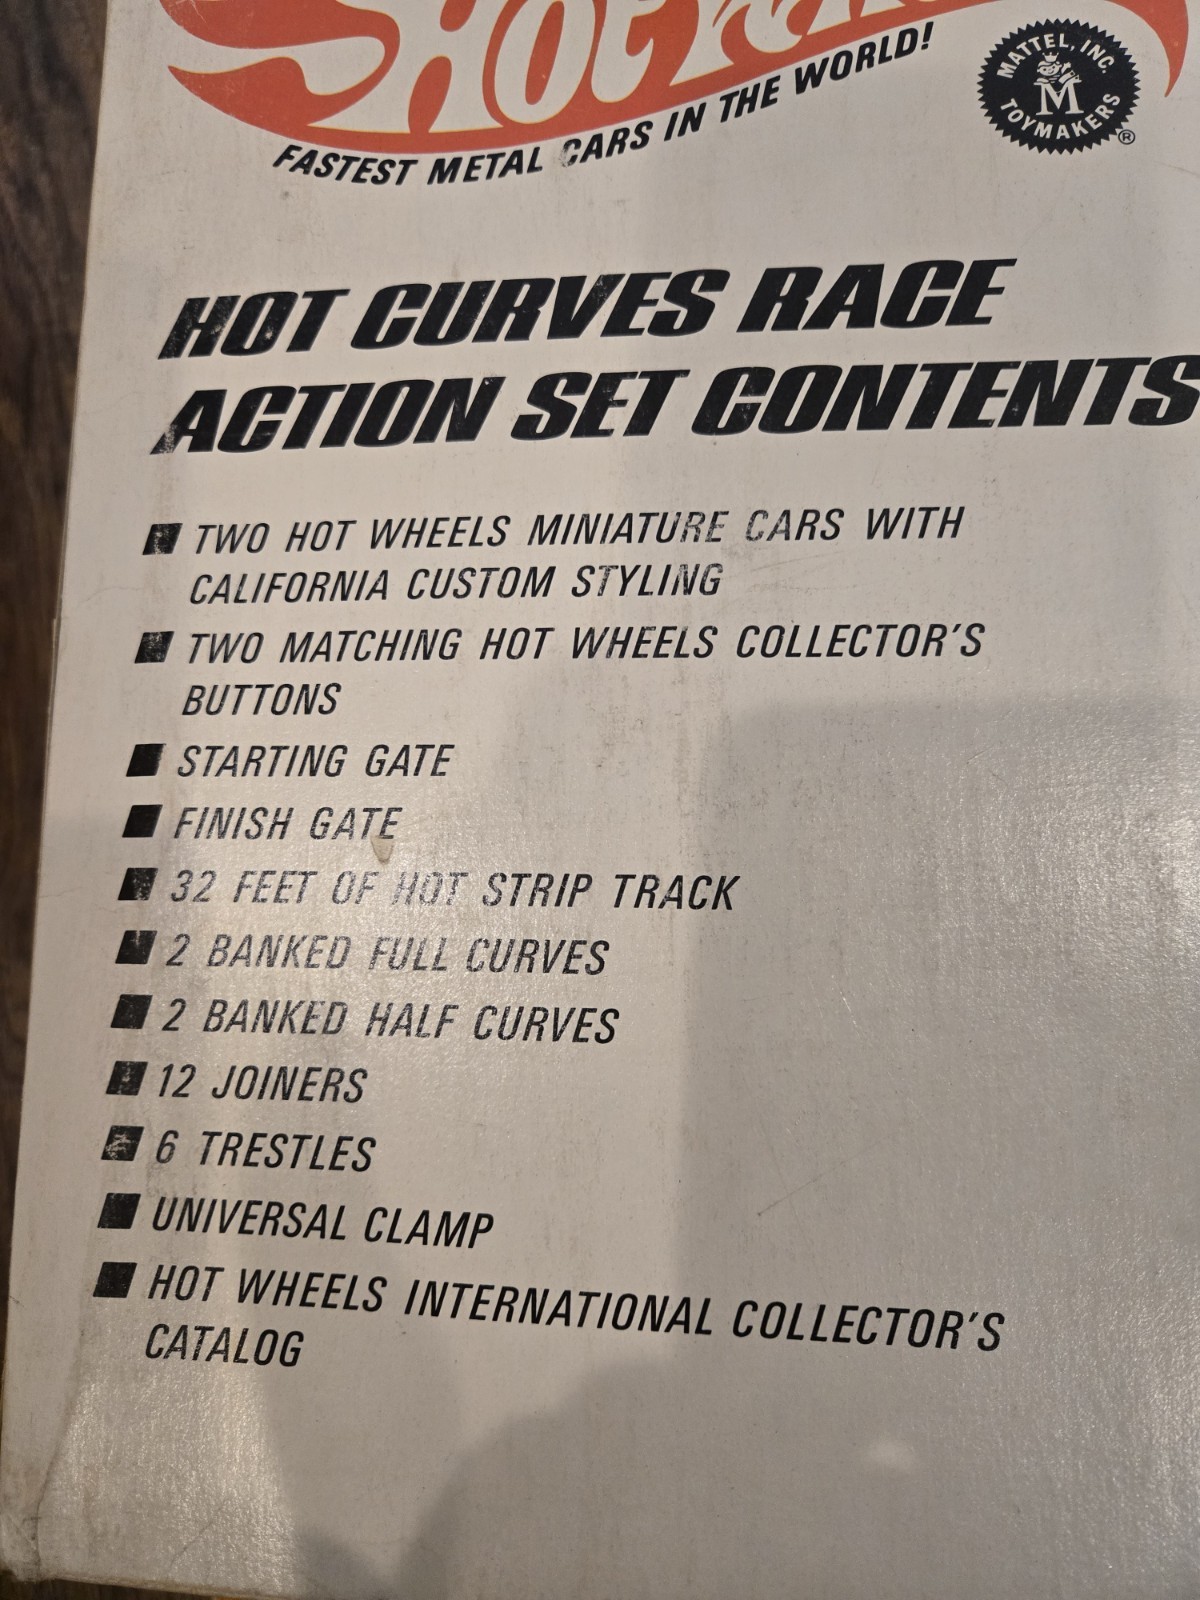 HOT
FASTEST METAL CARS IN THE WORLD!
MATTEL, INC.
M
TOYMAKERS
®
HOT CURVES RACE
ACTION SET CONTENTS
TWO HOT WHEELS MINIATURE CARS WITH
CALIFORNIA CUSTOM STYLING
TWO MATCHING HOT WHEELS COLLECTOR'S
BUTTONS
STARTING GATE
FINISH GATE
32 FEET OF HOT STRIP TRACK
2 BANKED FULL CURVES
2 BANKED HALF CURVES
12 JOINERS
6 TRESTLES
UNIVERSAL CLAMP
HOT WHEELS INTERNATIONAL COLLECTOR'S
CATALOG